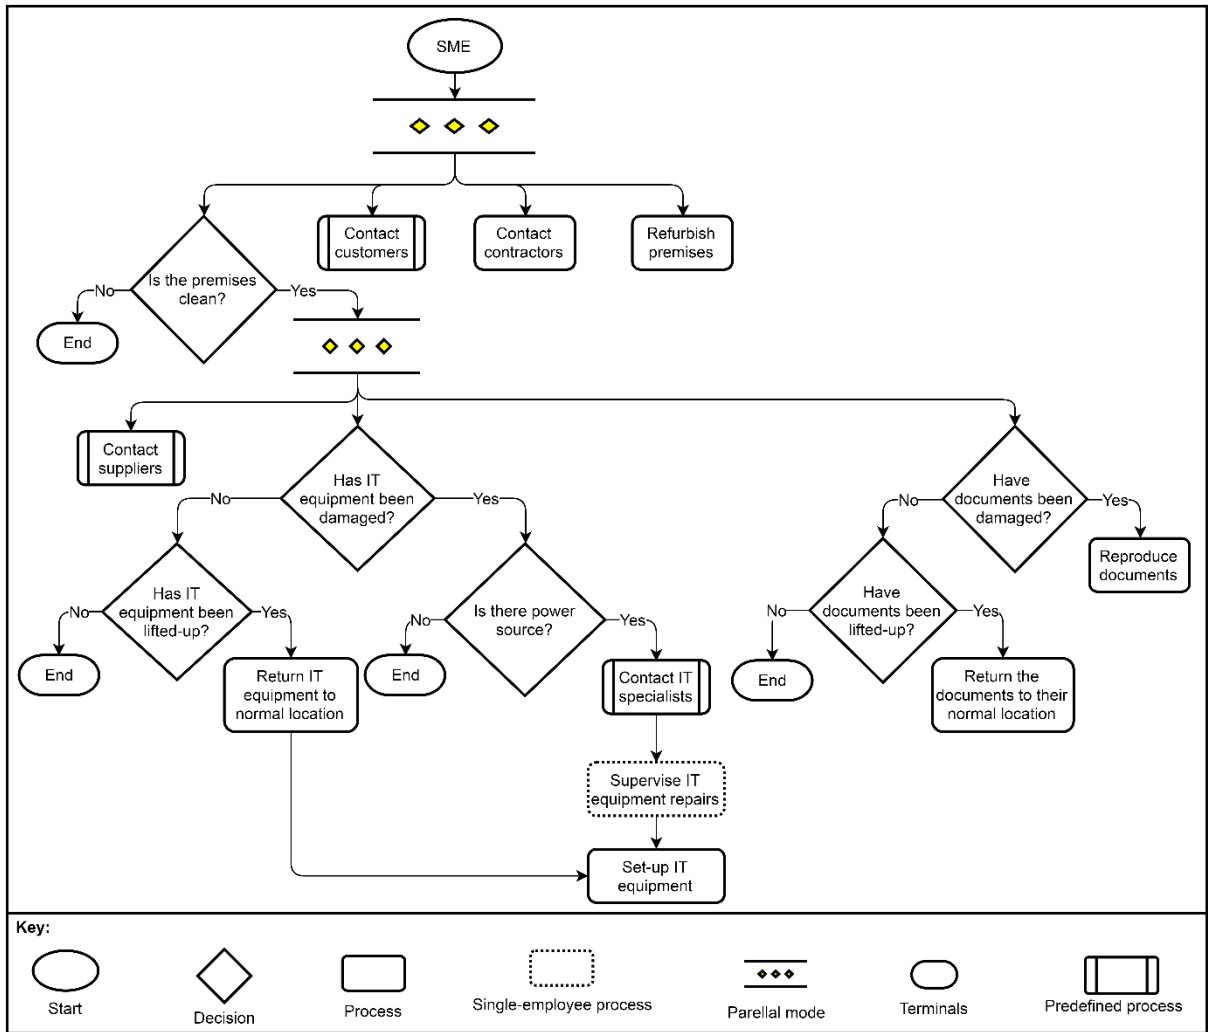 SME
Contact
customers
Contact
contractors
Refurbish
premises
Is the premises
clean?
No
Yes
End
Contact
suppliers
Has IT
equipment been
damaged?
No
Yes
Have
documents been
damaged?
No
Yes
Reproduce
documents
Has IT
equipment been
lifted-up?
No
Yes
Is there power
source?
No
Yes
Have
documents been
lifted-up?
No
Yes
End
Return IT
equipment to
normal location
End
Contact IT
specialists
End
Return the
documents to their
normal location
Supervise IT
equipment repairs
Set-up IT
equipment
Key:
Start
Decision
Process
Single-employee process
Parellal mode
Terminals
Predefined process